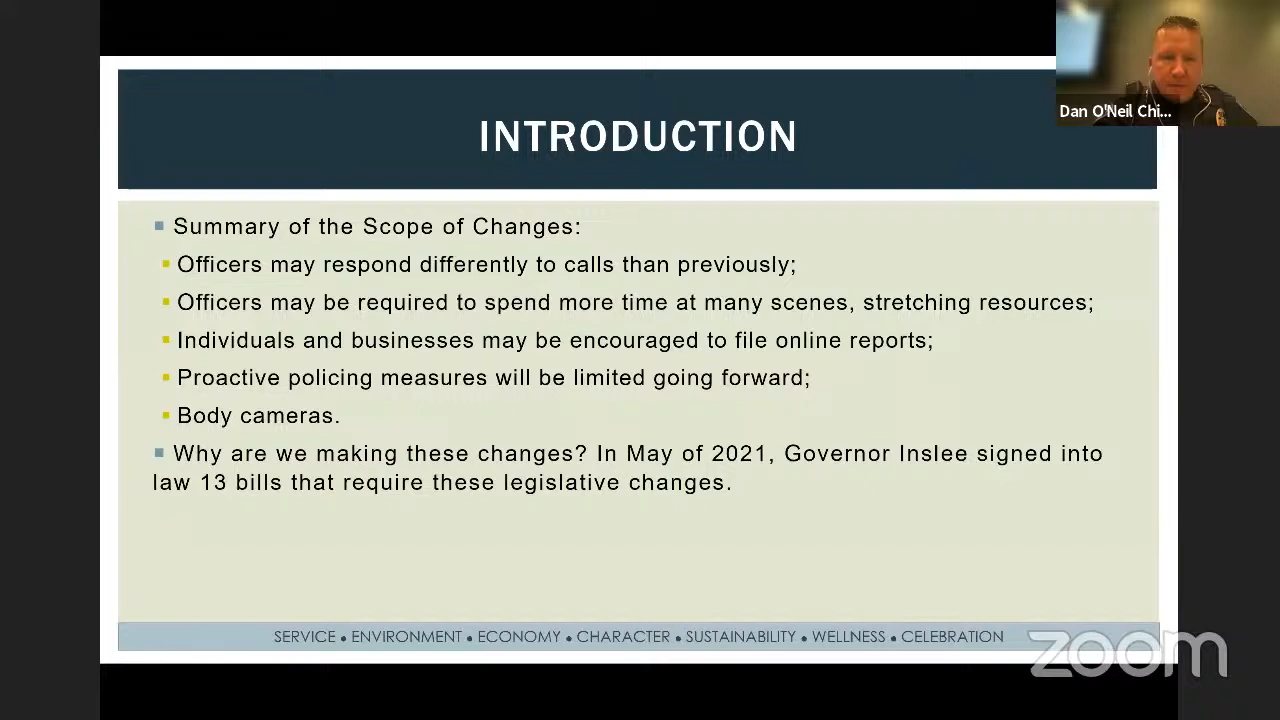 Dan O'Neil Chi...
INTRODUCTION
Summary of the Scope of Changes:
Officers may respond differently to calls than previously;
Officers may be required to spend more time at many scenes, stretching resources;
Individuals and businesses may be encouraged to file online reports;
Proactive policing measures will be limited going forward;
Body cameras.
Why are we making these changes? In May of 2021, Governor Inslee signed into
law 13 bills that require these legislative changes.
SERVICE • ENVIRONMENT • ECONOMY • CHARACTER • SUSTAINABILITY • WELLNESS • CELEBRATION
zoom